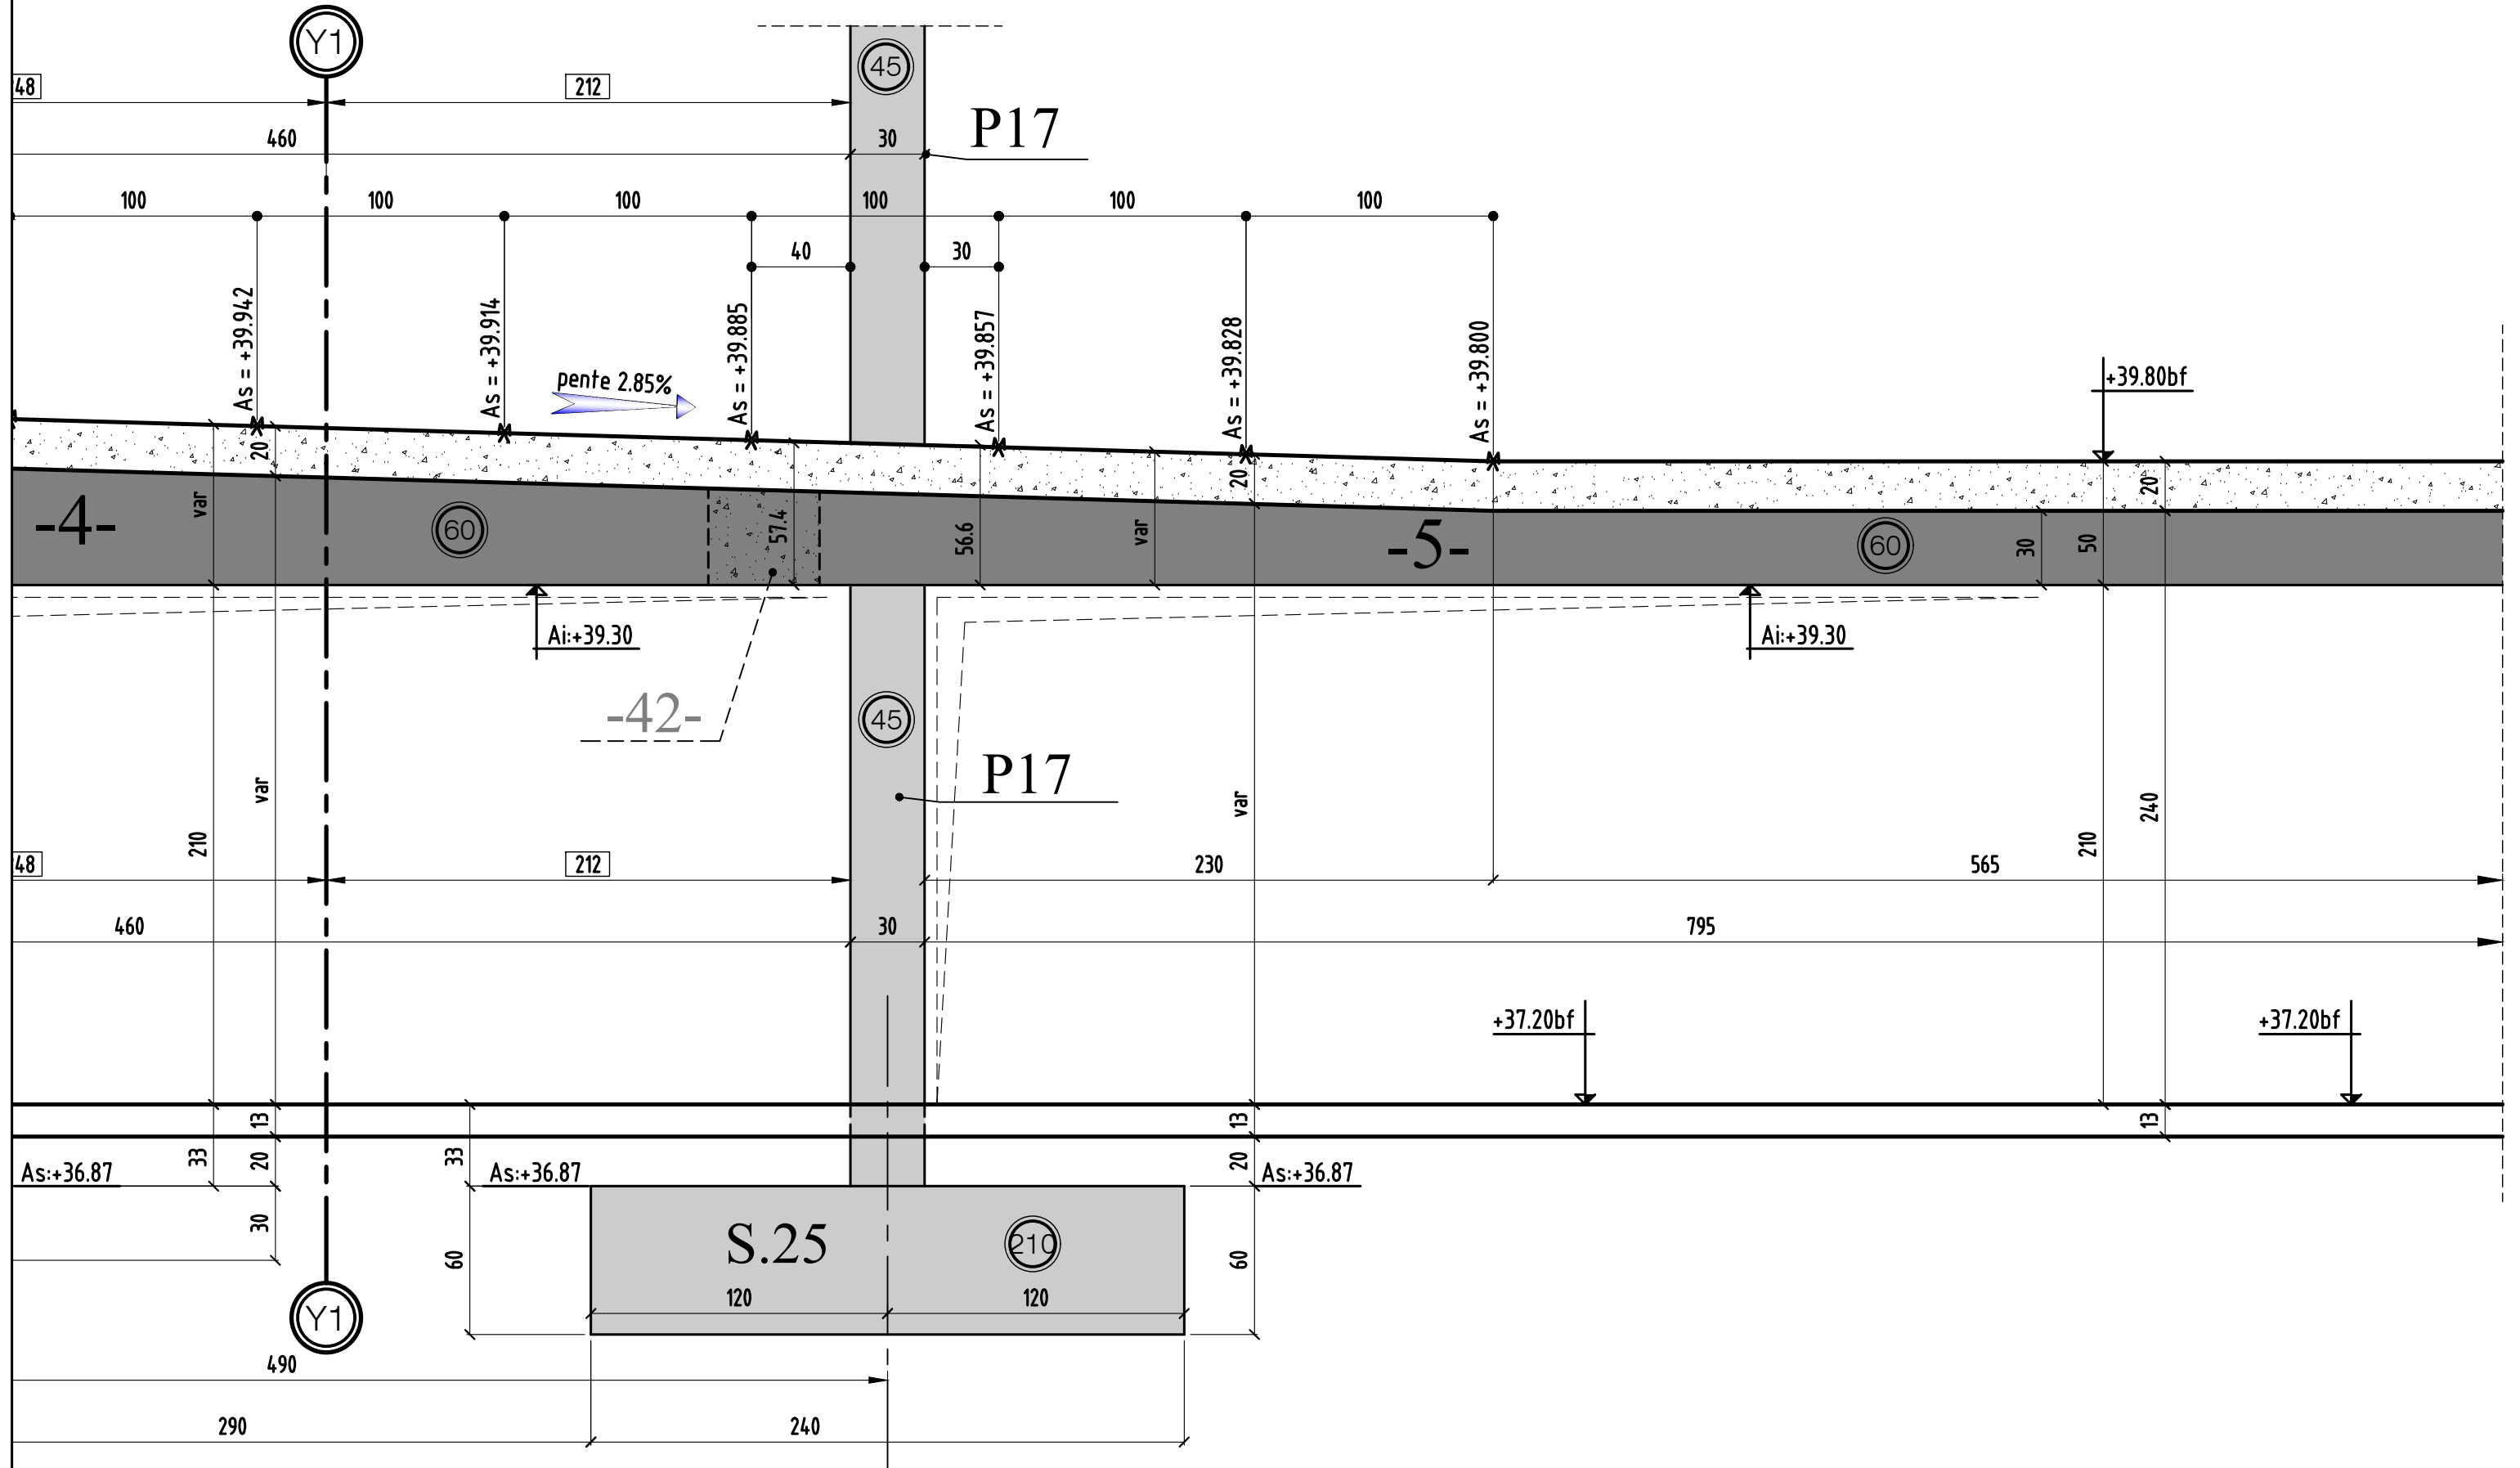 Y1
45
48
212
P17
460
30
100
100
100
100
100
100
40
30
As = +39.942
As = +39.914
As = +39.885
As = +39.857
As = +39.828
As = +39.800
pente 2.85%
+39.80bf
20
20
20
-4-
var
60
57.4
56.6
var
-5-
60
30
50
Ai:+39.30
Ai:+39.30
-42-
45
P17
var
var
210
210
240
48
212
230
565
460
30
795
+37.20bf
+37.20bf
13
13
13
33
20
33
20
As:+36.87
As:+36.87
As:+36.87
30
60
S.25
210
60
120
120
Y1
490
290
240